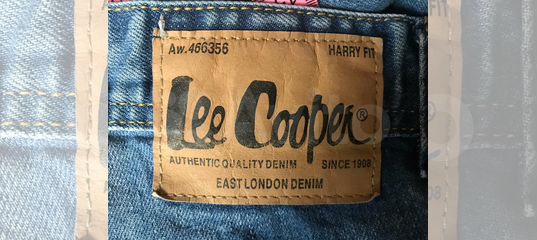 Aw.466356 HARRY FIT
Lee Cooper®
AUTHENTIC QUALITY DENIM SINCE 1908
EAST LONDON DENIM